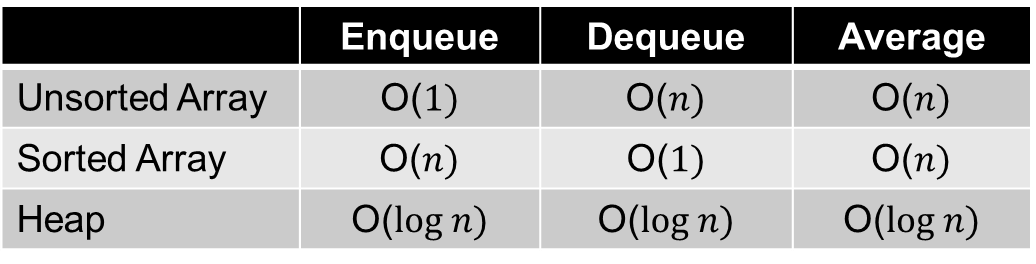 Enqueue Dequeue Average
Unsorted Array O(1) O(n) O(n)
Sorted Array O(n) O(1) O(n)
Heap O(log n) O(log n) O(log n)